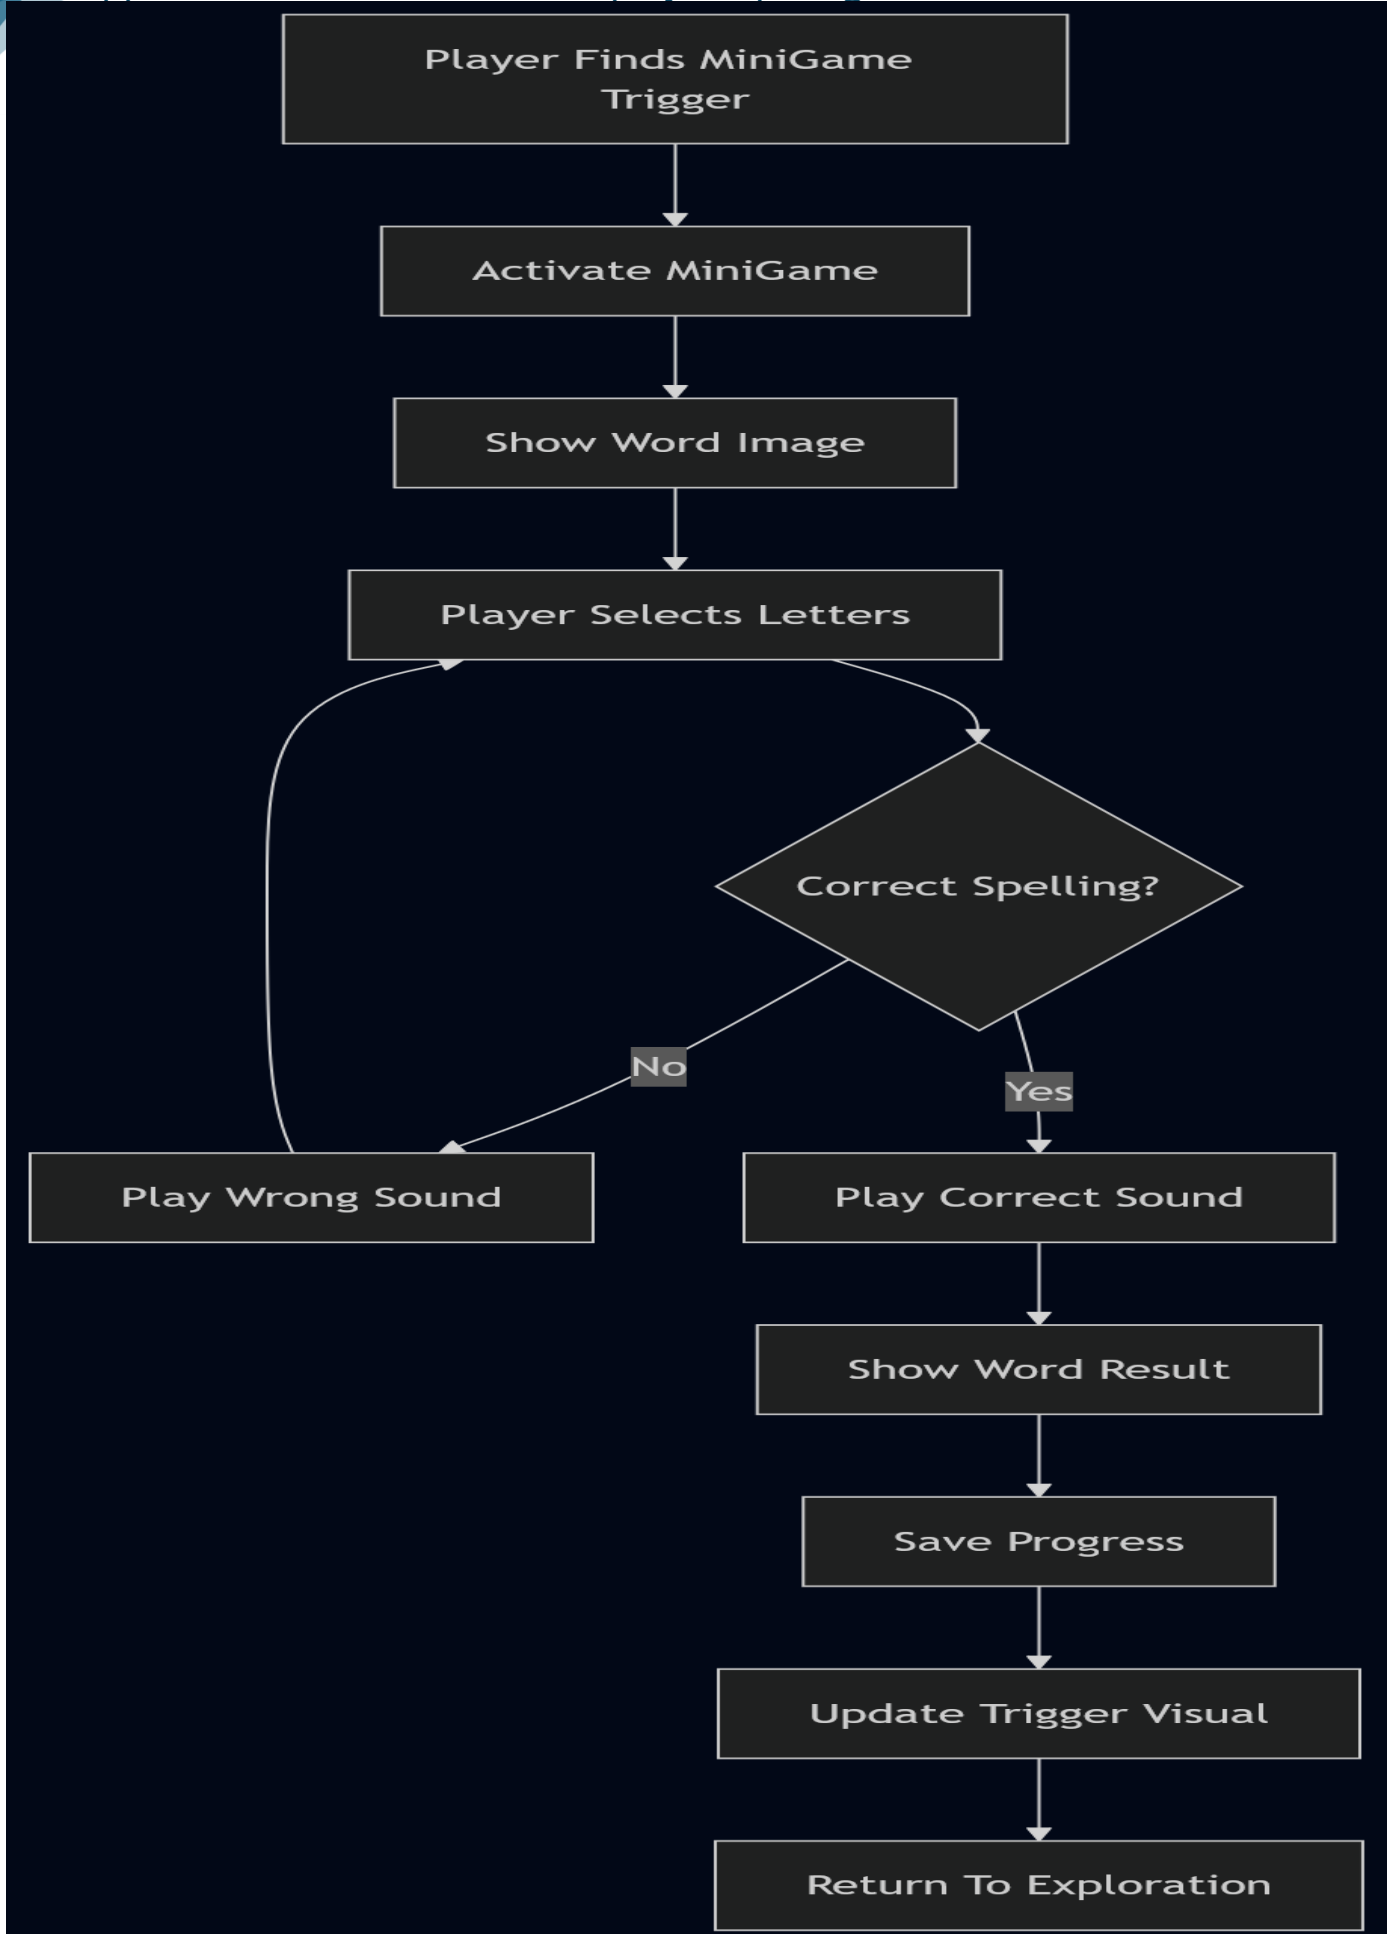 Player Finds MiniGame
Trigger
Activate MiniGame
Show Word Image
Player Selects Letters
Correct Spelling?
No
Yes
Play Wrong Sound
Play Correct Sound
Show Word Result
Save Progress
Update Trigger Visual
Return To Exploration